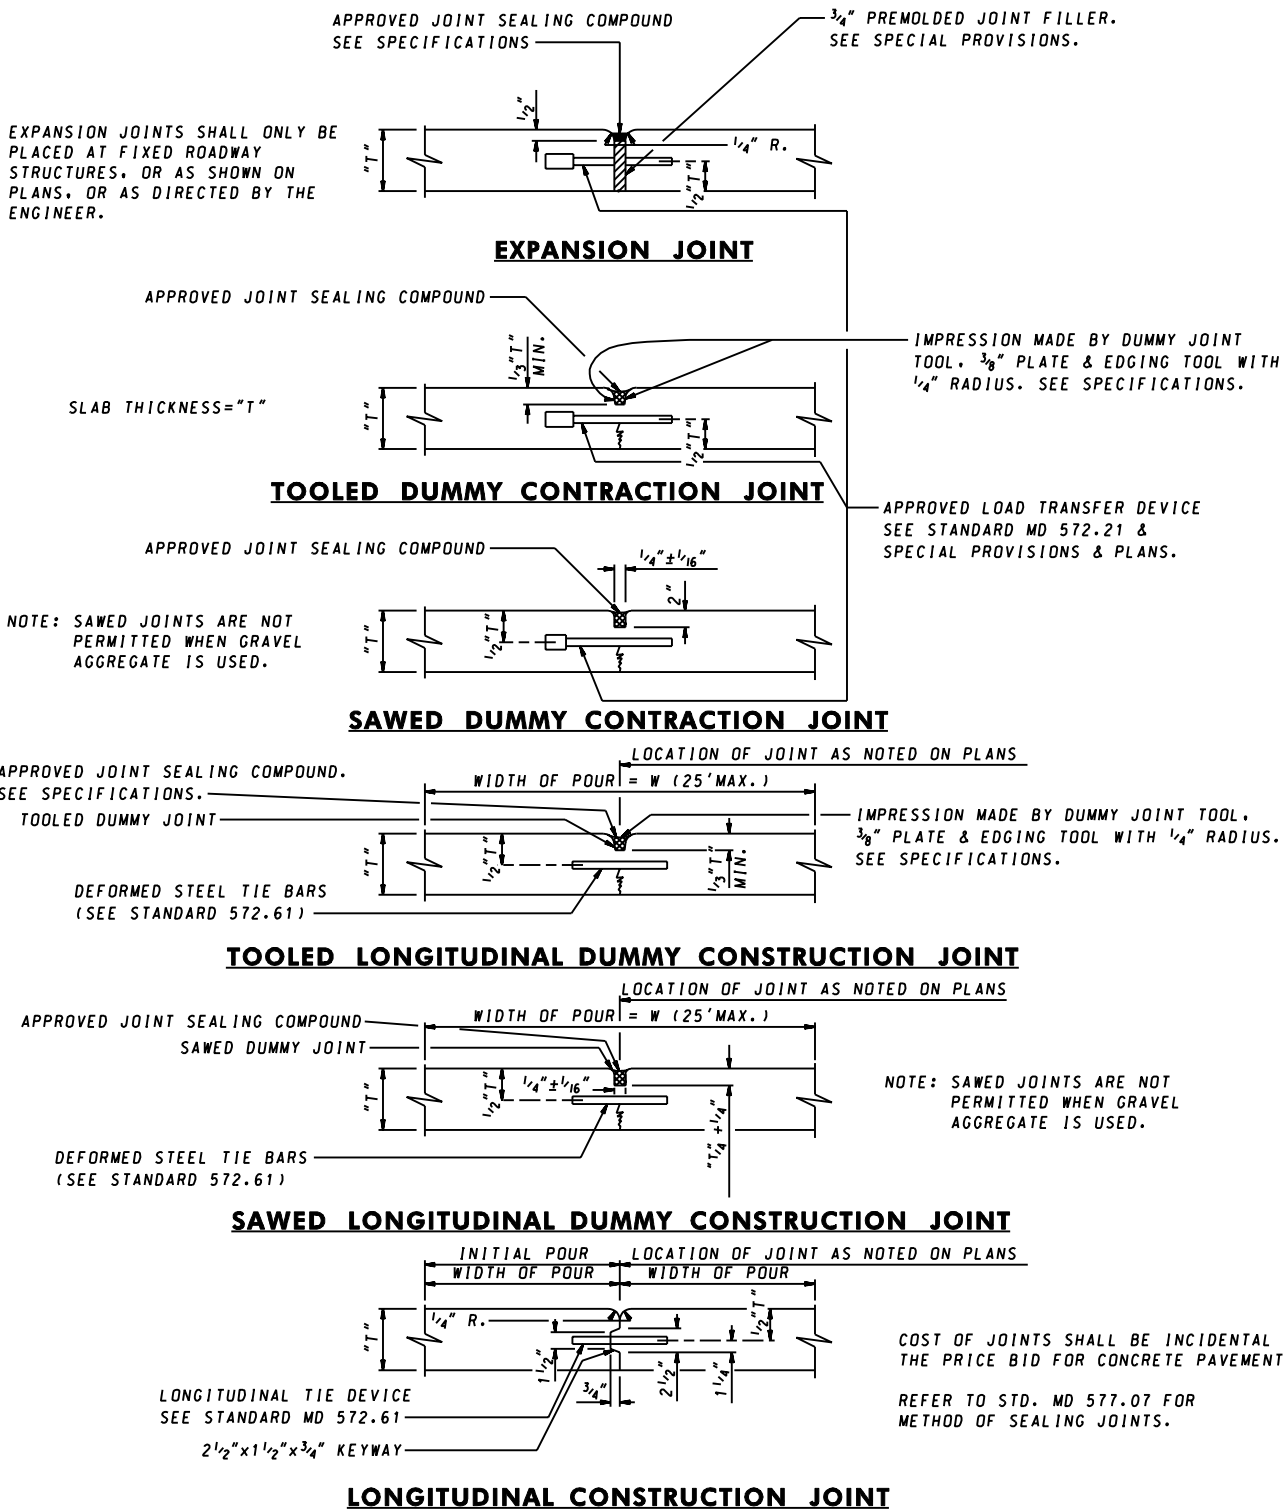 APPROVED JOINT SEALING COMPOUND
SEE SPECIFICATIONS
3/4" PREMOLDED JOINT FILLER.
SEE SPECIAL PROVISIONS.
EXPANSION JOINTS SHALL ONLY BE
PLACED AT FIXED ROADWAY
STRUCTURES, OR AS SHOWN ON
PLANS, OR AS DIRECTED BY THE
ENGINEER.
"T"
1/2"
1/4" R.
1/2"T"
EXPANSION JOINT
APPROVED JOINT SEALING COMPOUND
IMPRESSION MADE BY DUMMY JOINT
TOOL, 3/8" PLATE & EDGING TOOL WITH
1/4" RADIUS. SEE SPECIFICATIONS.
SLAB THICKNESS="T"
"T"
1/3"T"
MIN.
1/2"T"
TOOLED DUMMY CONTRACTION JOINT
APPROVED LOAD TRANSFER DEVICE
SEE STANDARD MD 572.21 &
SPECIAL PROVISIONS & PLANS.
APPROVED JOINT SEALING COMPOUND
1/4"±1/16"
2"
NOTE: SAWED JOINTS ARE NOT
PERMITTED WHEN GRAVEL
AGGREGATE IS USED.
"T"
1/2"T"
SAWED DUMMY CONTRACTION JOINT
LOCATION OF JOINT AS NOTED ON PLANS
WIDTH OF POUR = W (25'MAX.)
APPROVED JOINT SEALING COMPOUND.
SEE SPECIFICATIONS.
TOOLED DUMMY JOINT
IMPRESSION MADE BY DUMMY JOINT TOOL,
3/8" PLATE & EDGING TOOL WITH 1/4" RADIUS.
SEE SPECIFICATIONS.
"T"
1/2"T"
1/3"T"
MIN.
DEFORMED STEEL TIE BARS
(SEE STANDARD 572.61)
TOOLED LONGITUDINAL DUMMY CONSTRUCTION JOINT
LOCATION OF JOINT AS NOTED ON PLANS
WIDTH OF POUR = W (25'MAX.)
APPROVED JOINT SEALING COMPOUND
SAWED DUMMY JOINT
"T"
1/2"T"
1/4"±1/16"
"T"/4 +1/4"
NOTE: SAWED JOINTS ARE NOT
PERMITTED WHEN GRAVEL
AGGREGATE IS USED.
DEFORMED STEEL TIE BARS
(SEE STANDARD 572.61)
SAWED LONGITUDINAL DUMMY CONSTRUCTION JOINT
INITIAL POUR
LOCATION OF JOINT AS NOTED ON PLANS
WIDTH OF POUR
WIDTH OF POUR
"T"
1/4" R.
1/2"T"
1 1/2"
3/4"
2 1/2"
1 1/4"
LONGITUDINAL TIE DEVICE
SEE STANDARD MD 572.61
2 1/2"x1 1/2"x3/4" KEYWAY
COST OF JOINTS SHALL BE INCIDENTAL
THE PRICE BID FOR CONCRETE PAVEMENT
REFER TO STD. MD 577.07 FOR
METHOD OF SEALING JOINTS.
LONGITUDINAL CONSTRUCTION JOINT